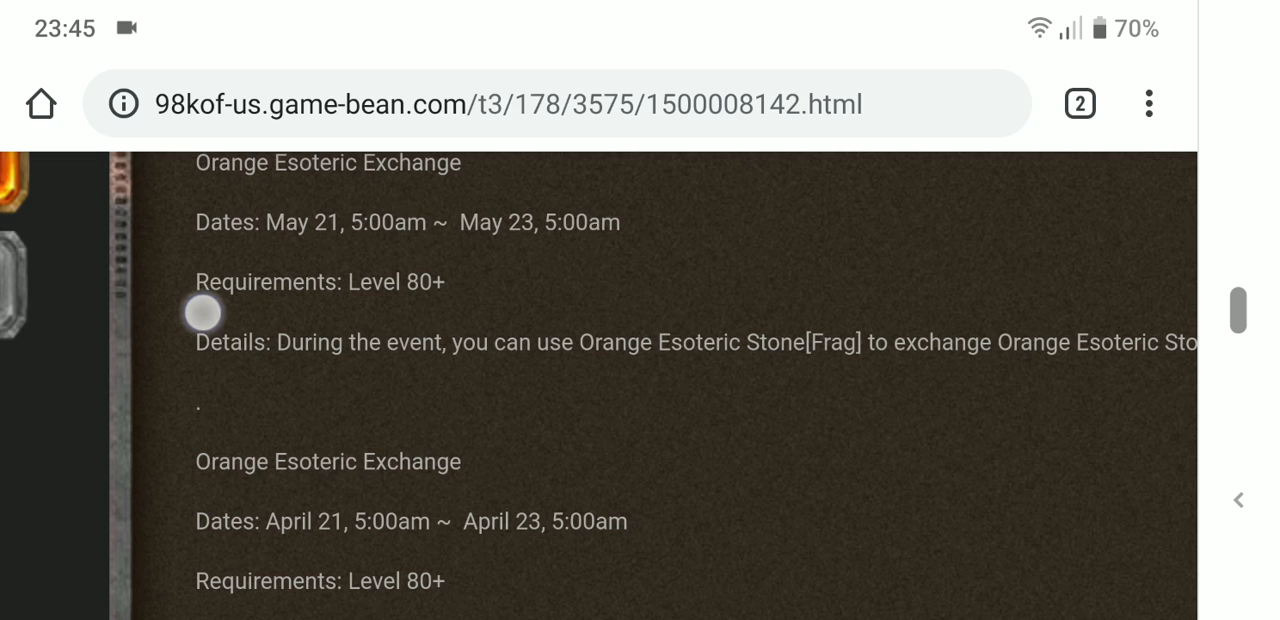 23:45
70%
98kof-us.game-bean.com/t3/178/3575/1500008142.html
2
Orange Esoteric Exchange
Dates: May 21, 5:00am ~ May 23, 5:00am
Requirements: Level 80+
Details: During the event, you can use Orange Esoteric Stone[Frag] to exchange Orange Esoteric Sto
.
Orange Esoteric Exchange
Dates: April 21, 5:00am ~ April 23, 5:00am
Requirements: Level 80+